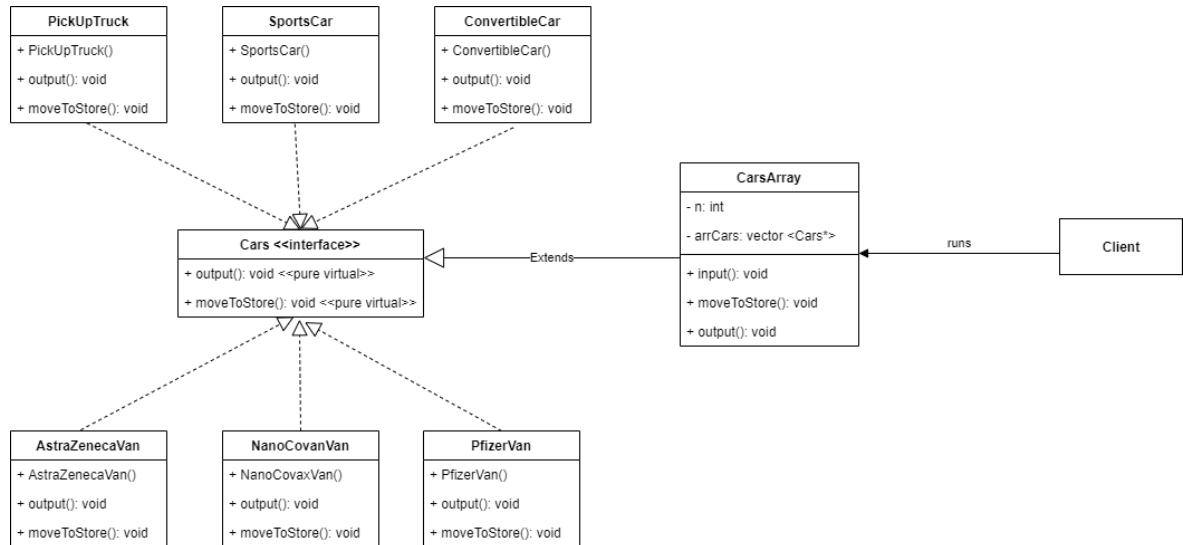 PickUpTruck
+ PickUpTruck()
+ output(): void
+ moveToStore(): void
SportsCar
+ SportsCar()
+ output(): void
+ moveToStore(): void
ConvertibleCar
+ ConvertibleCar()
+ output(): void
+ moveToStore(): void
Cars <<interface>>
+ output(): void <<pure virtual>>
+ moveToStore(): void <<pure virtual>>
Extends
CarsArray
- n: int
- arrCars: vector <Cars*>
+ input(): void
+ moveToStore(): void
+ output(): void
runs
Client
AstraZenecaVan
+ AstraZenecaVan()
+ output(): void
+ moveToStore(): void
NanoCovanVan
+ NanoCovaxVan()
+ output(): void
+ moveToStore(): void
PfizerVan
+ PfizerVan()
+ output(): void
+ moveToStore(): void